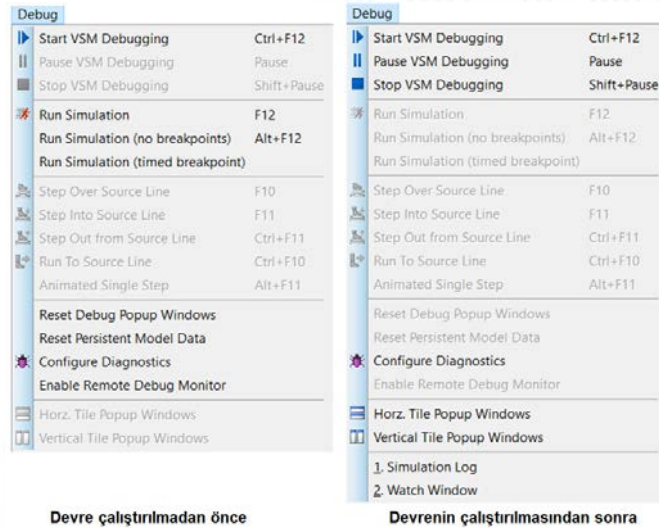 Debug
Start VSM Debugging Ctrl+F12
Pause VSM Debugging Pause
Stop VSM Debugging Shift+Pause
Run Simulation F12
Run Simulation (no breakpoints) Alt+F12
Run Simulation (timed breakpoint)
Step Over Source Line F10
Step Into Source Line F11
Step Out from Source Line Ctrl+F11
Run To Source Line Ctrl+F10
Animated Single Step Alt+F11
Reset Debug Popup Windows
Reset Persistent Model Data
Configure Diagnostics
Enable Remote Debug Monitor
Horz. Tile Popup Windows
Vertical Tile Popup Windows
Devre çalıştırılmadan önce
Debug
Start VSM Debugging Ctrl+F12
Pause VSM Debugging Pause
Stop VSM Debugging Shift+Pause
Run Simulation F12
Run Simulation (no breakpoints) Alt+F12
Run Simulation (timed breakpoint)
Step Over Source Line F10
Step Into Source Line F11
Step Out from Source Line Ctrl+F11
Run To Source Line Ctrl+F10
Animated Single Step Alt+F11
Reset Debug Popup Windows
Reset Persistent Model Data
Configure Diagnostics
Enable Remote Debug Monitor
Horz. Tile Popup Windows
Vertical Tile Popup Windows
1. Simulation Log
2. Watch Window
Devrenin çalıştırılmasından sonra